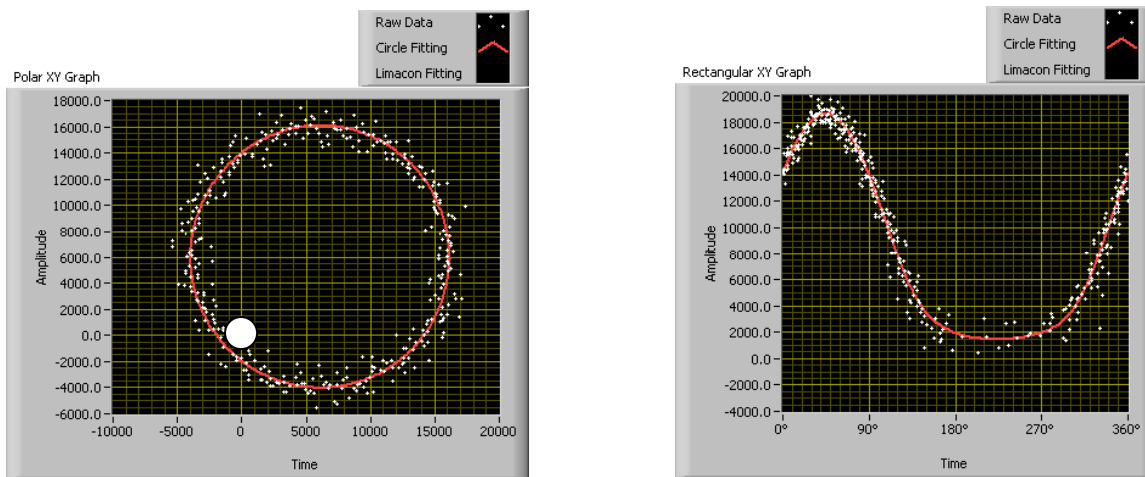 Raw Data
Circle Fitting
Limacon Fitting
Polar XY Graph
18000.0
16000.0
14000.0
12000.0
10000.0
8000.0
6000.0
4000.0
2000.0
0.0
-2000.0
-4000.0
-6000.0
Amplitude
-10000 -5000 0 5000 10000 15000 20000
Time
Raw Data
Circle Fitting
Limacon Fitting
Rectangular XY Graph
20000.0
18000.0
16000.0
14000.0
12000.0
10000.0
8000.0
6000.0
4000.0
2000.0
0.0
-2000.0
-4000.0
Amplitude
0° 90° 180° 270° 360°
Time